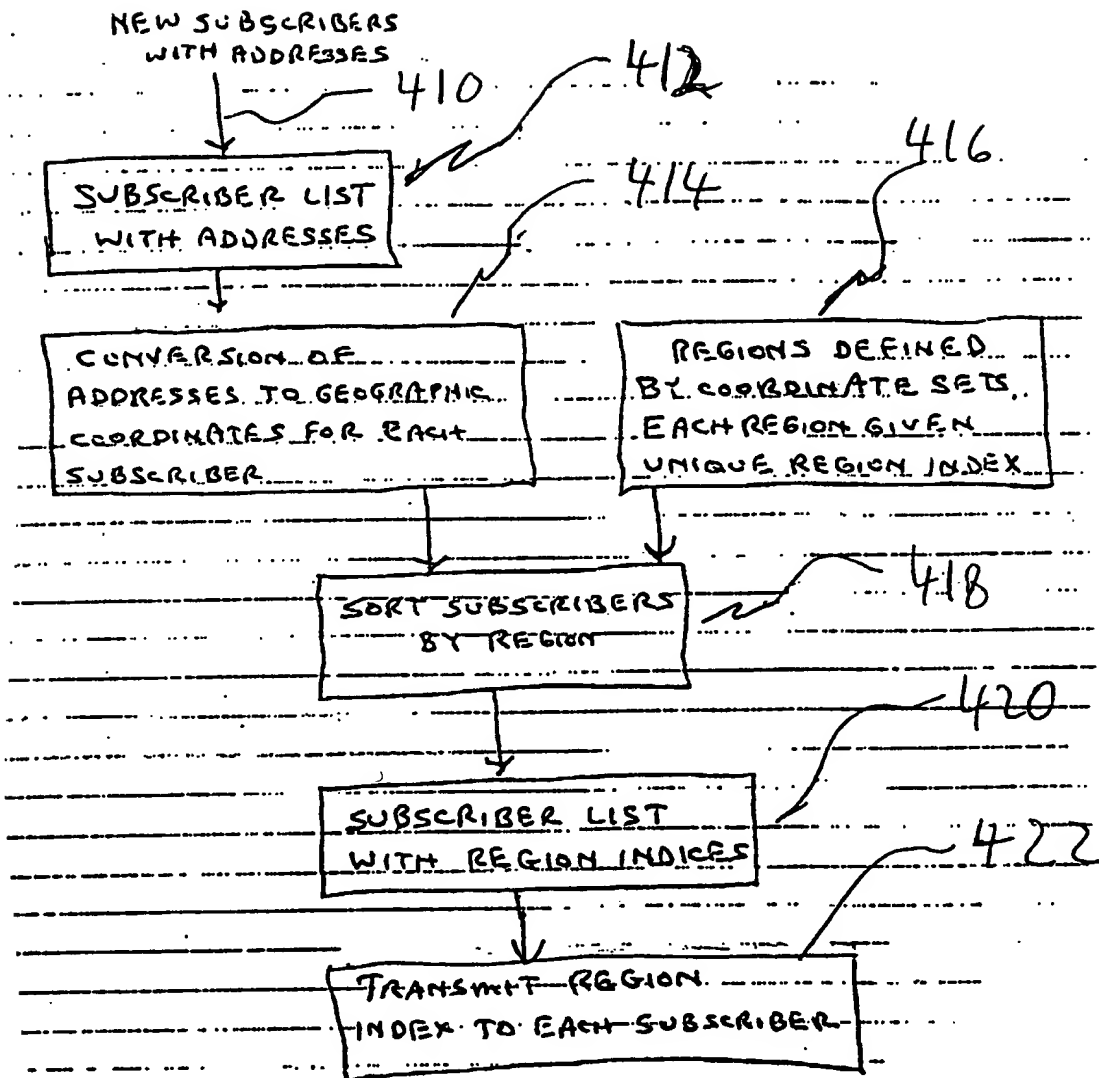 NEW SUBSCRIBERS
WITH ADDRESSES
410
412
SUBSCRIBER LIST
WITH ADDRESSES
414
416
CONVERSION OF
ADDRESSES TO GEOGRAPHIC
COORDINATES FOR EACH
SUBSCRIBER
REGIONS DEFINED
BY COORDINATE SETS.
EACH REGION GIVEN
UNIQUE REGION INDEX
SORT SUBSCRIBERS
BY REGION
418
420
SUBSCRIBER LIST
WITH REGION INDICES
422
TRANSMIT REGION
INDEX TO EACH SUBSCRIBER